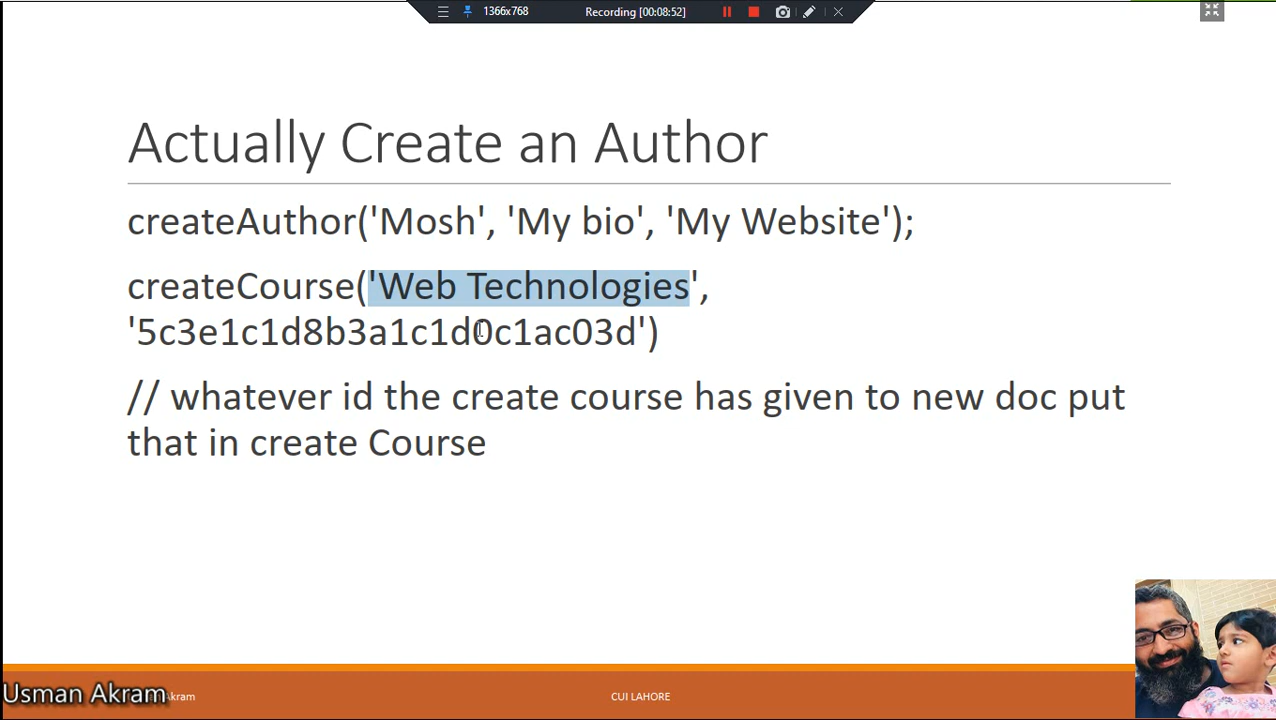 1366x768 Recording [00:08:52]
Actually Create an Author
createAuthor('Mosh', 'My bio', 'My Website');
createCourse('Web Technologies',
'5c3e1c1d8b3a1c1d0c1ac03d')
// whatever id the create course has given to new doc put
that in create Course
Usman Akram
Akram CUI LAHORE